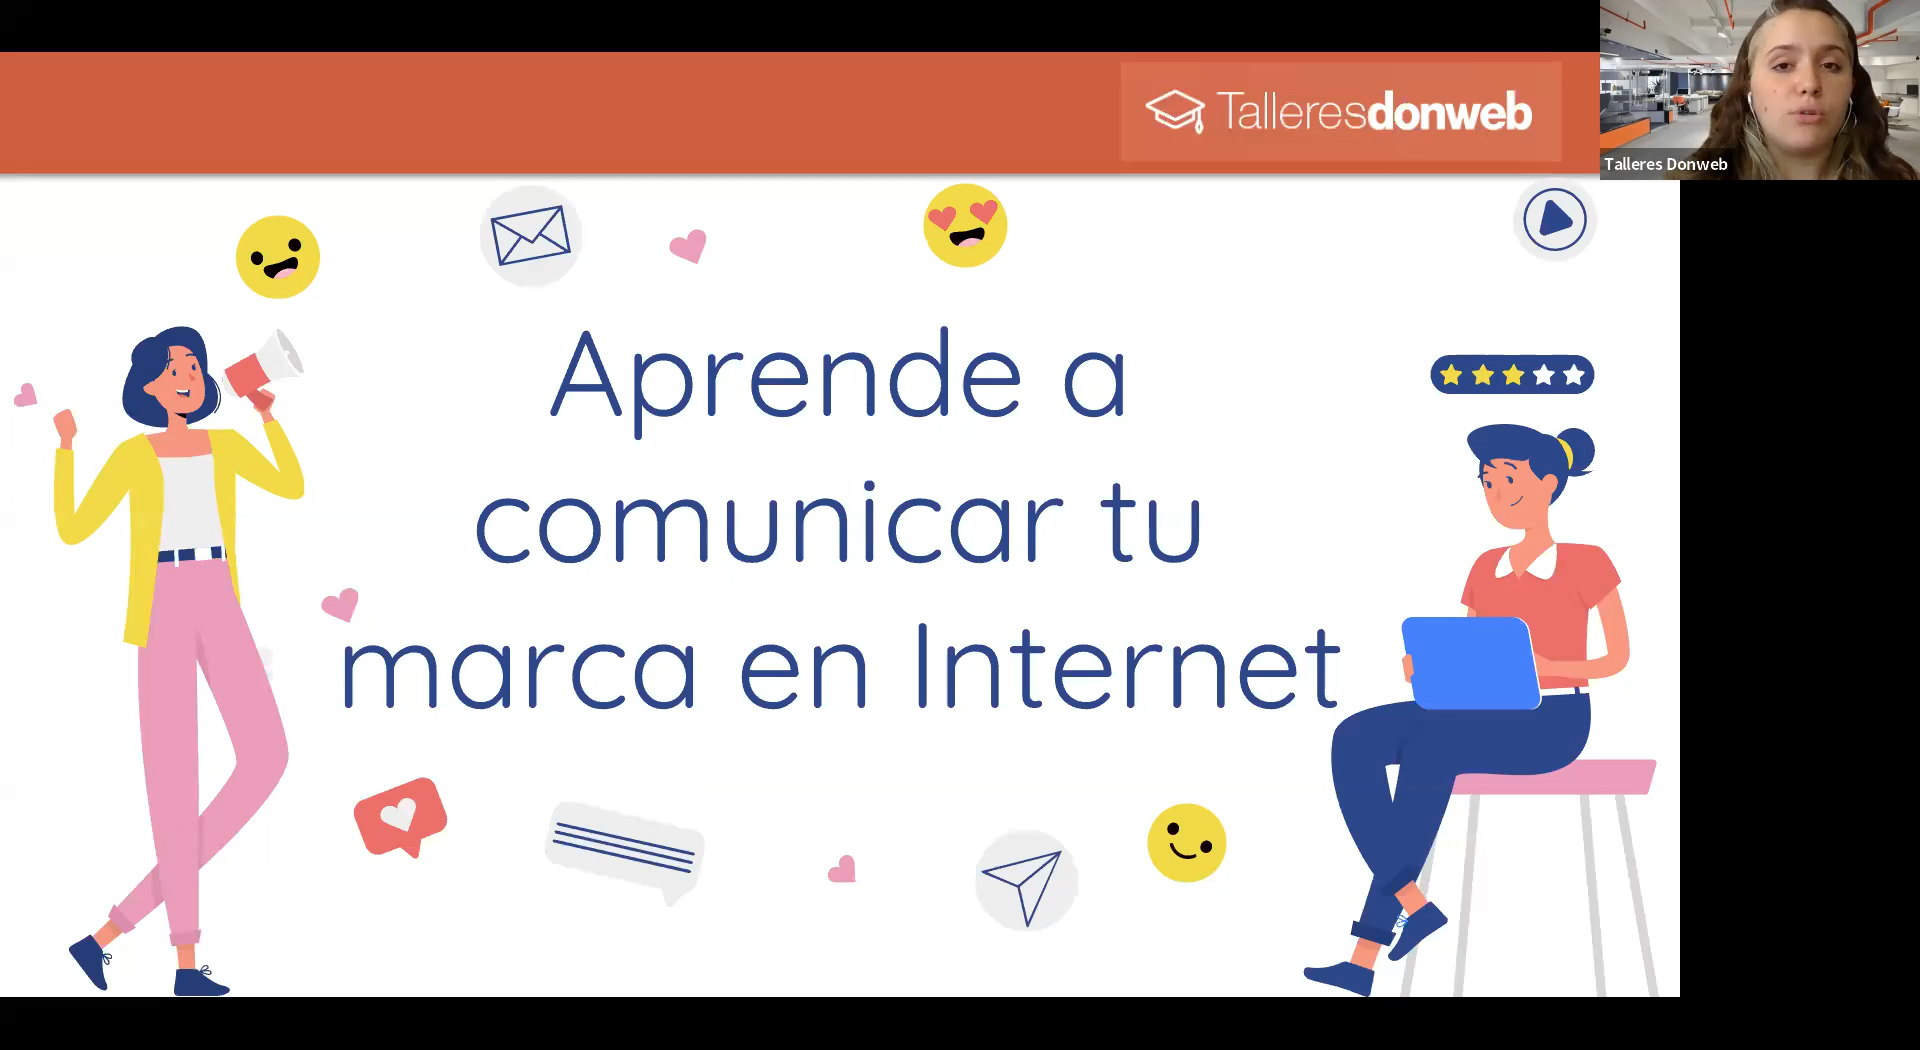 Talleresdonweb
Talleres Donweb
Aprende a
comunicar tu
marca en Internet